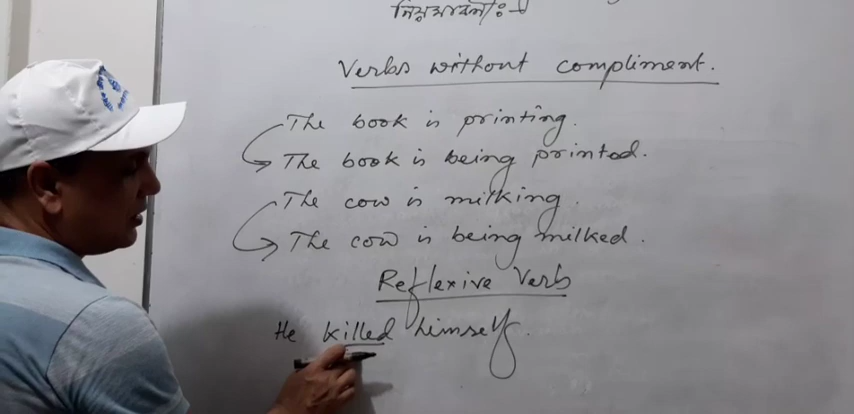 নিয়মাবলীঃ-
Verbs without compliment.
The book is printing.
The book is being printed.
The cow is milking.
The cow is being milked.
Reflexive Verb
He killed himself.